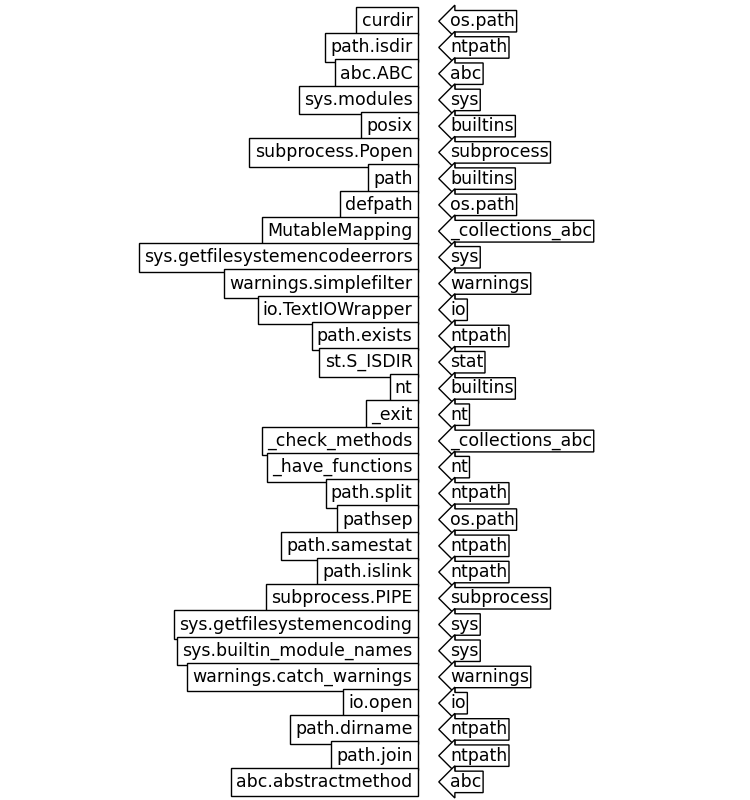 curdir os.path
path.isdir ntpath
abc.ABC abc
sys.modules sys
posix builtins
subprocess.Popen subprocess
path builtins
defpath os.path
MutableMapping _collections_abc
sys.getfilesystemencodeerrors sys
warnings.simplefilter warnings
io.TextIOWrapper io
path.exists ntpath
st.S_ISDIR stat
nt builtins
_exit nt
_check_methods _collections_abc
_have_functions nt
path.split ntpath
pathsep os.path
path.samestat ntpath
path.islink ntpath
subprocess.PIPE subprocess
sys.getfilesystemencoding sys
sys.builtin_module_names sys
warnings.catch_warnings warnings
io.open io
path.dirname ntpath
path.join ntpath
abc.abstractmethod abc